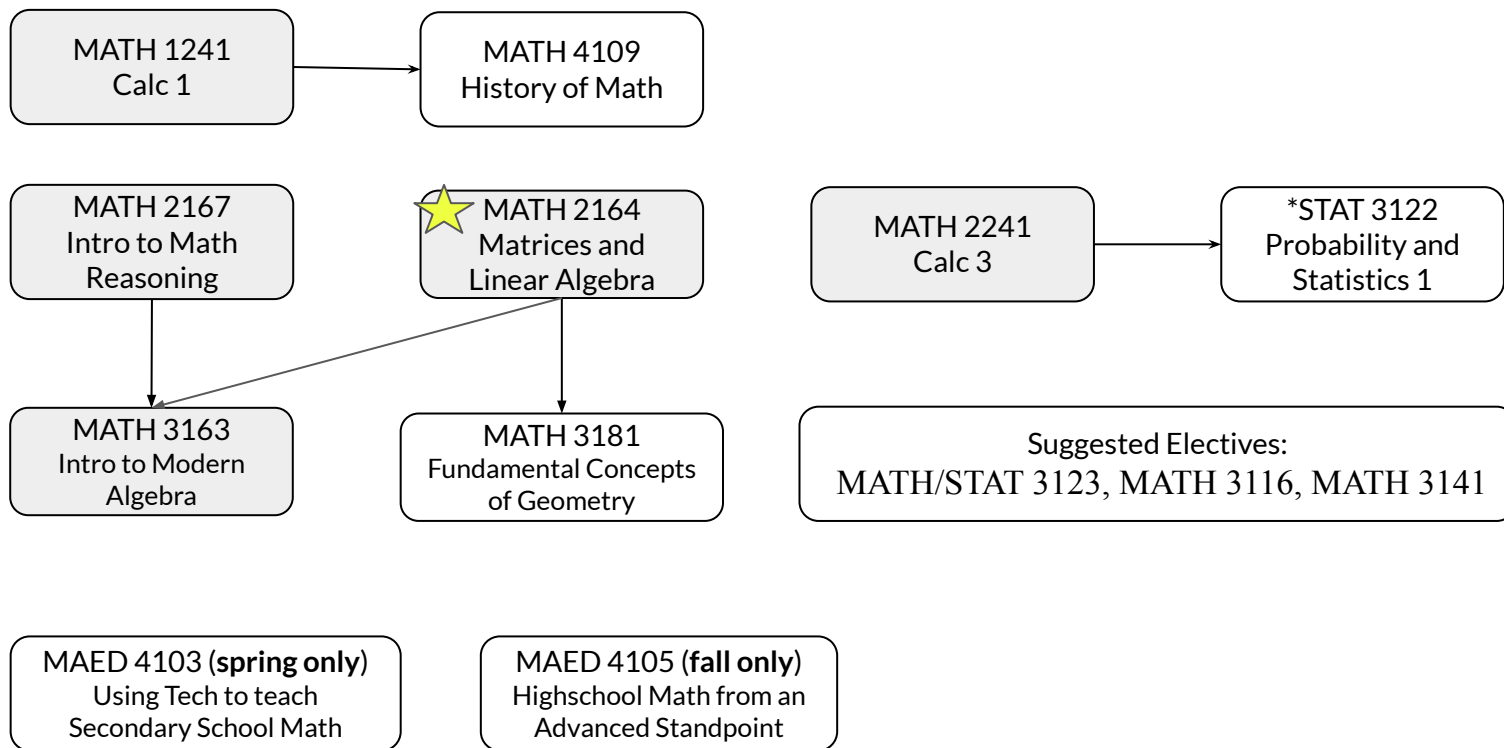 MATH 1241
Calc 1
MATH 4109
History of Math
MATH 2167
Intro to Math
Reasoning
MATH 2164
Matrices and
Linear Algebra
MATH 2241
Calc 3
*STAT 3122
Probability and
Statistics 1
MATH 3163
Intro to Modern
Algebra
MATH 3181
Fundamental Concepts
of Geometry
Suggested Electives:
MATH/STAT 3123, MATH 3116, MATH 3141
MAED 4103 (spring only)
Using Tech to teach
Secondary School Math
MAED 4105 (fall only)
Highschool Math from an
Advanced Standpoint